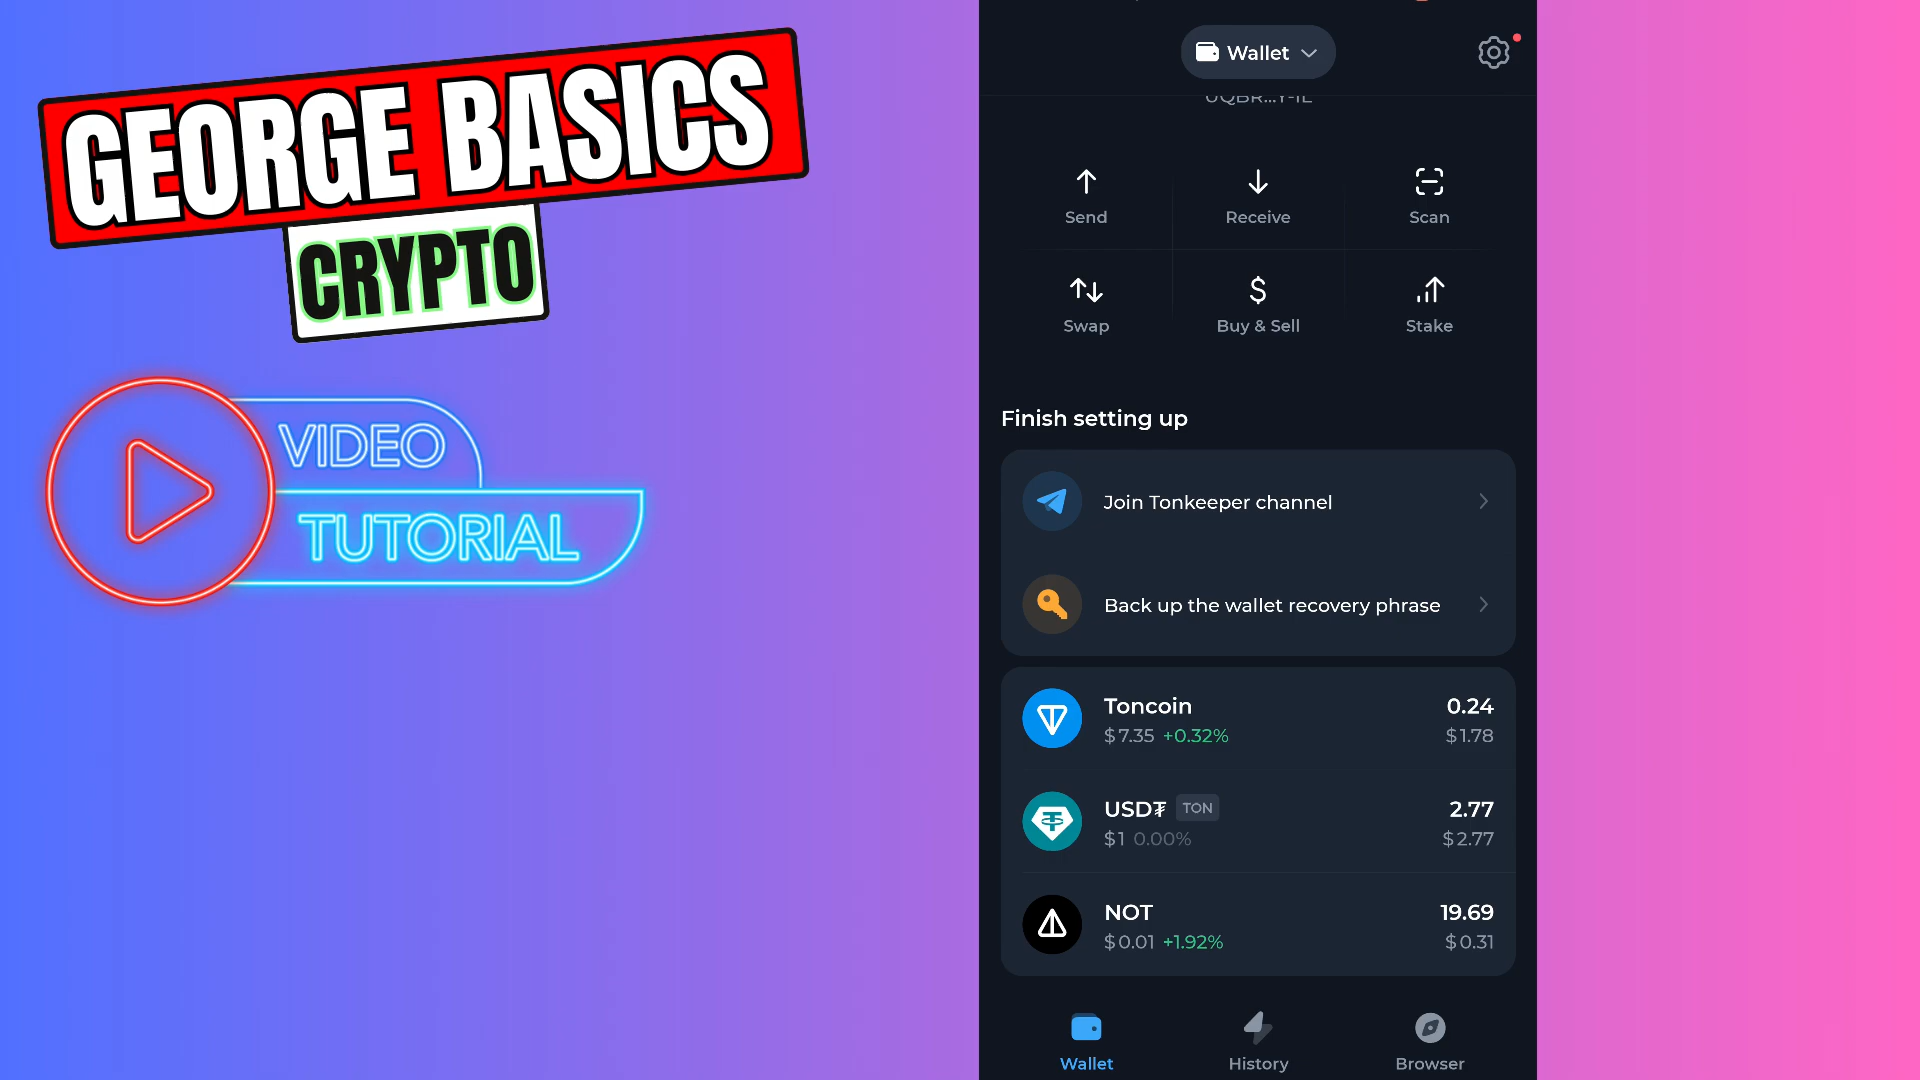 GEORGE BASICS
CRYPTO
VIDEO
TUTORIAL
Wallet
Send
Receive
Scan
Swap
Buy & Sell
Stake
Finish setting up
Join Tonkeeper channel
Back up the wallet recovery phrase
Toncoin 0.24
$7.35 +0.32% $1.78
USD₮ TON 2.77
$1 0.00% $2.77
NOT 19.69
$0.01 +1.92% $0.31
Wallet
History
Browser